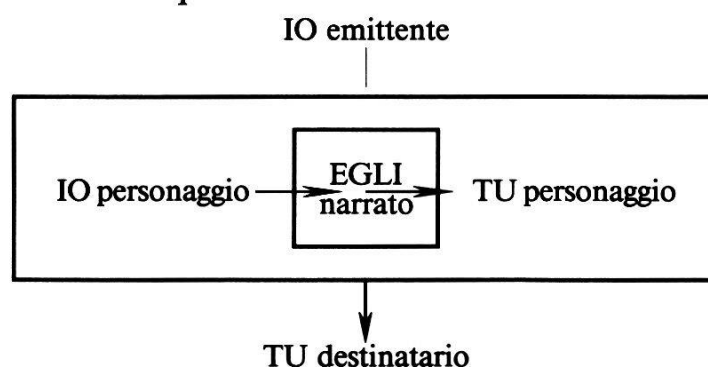 IO emittente
IO personaggio
EGLI
narrato
TU personaggio
TU destinatario